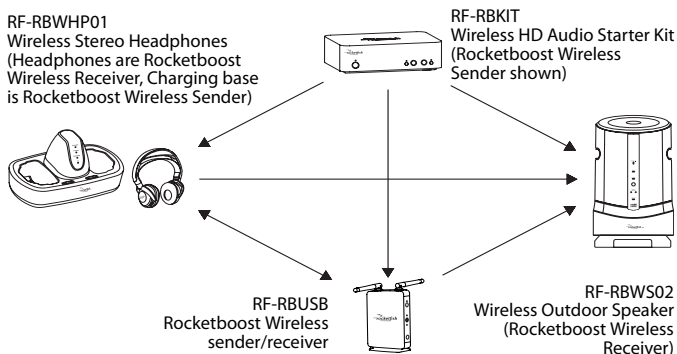 RF-RBWHP01
Wireless Stereo Headphones
(Headphones are Rocketboost
Wireless Receiver, Charging base
is Rocketboost Wireless Sender)
RF-RBKIT
Wireless HD Audio Starter Kit
(Rocketboost Wireless
Sender shown)
RF-RBUSB
Rocketboost Wireless
sender/receiver
RF-RBWS02
Wireless Outdoor Speaker
(Rocketboost Wireless
Receiver)